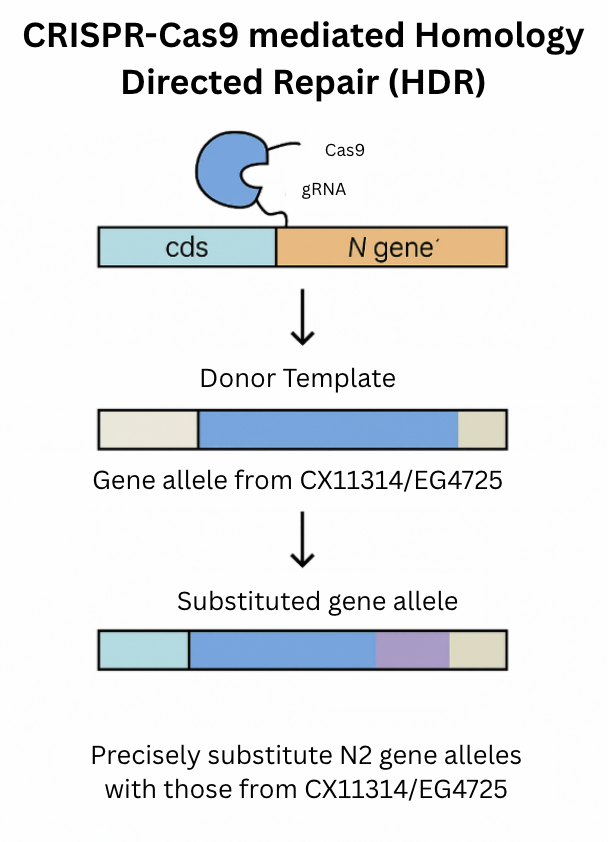 CRISPR-Cas9 mediated Homology
Directed Repair (HDR)
Cas9
gRNA
cds
N gene´
Donor Template
Gene allele from CX11314/EG4725
Substituted gene allele
Precisely substitute N2 gene alleles
with those from CX11314/EG4725